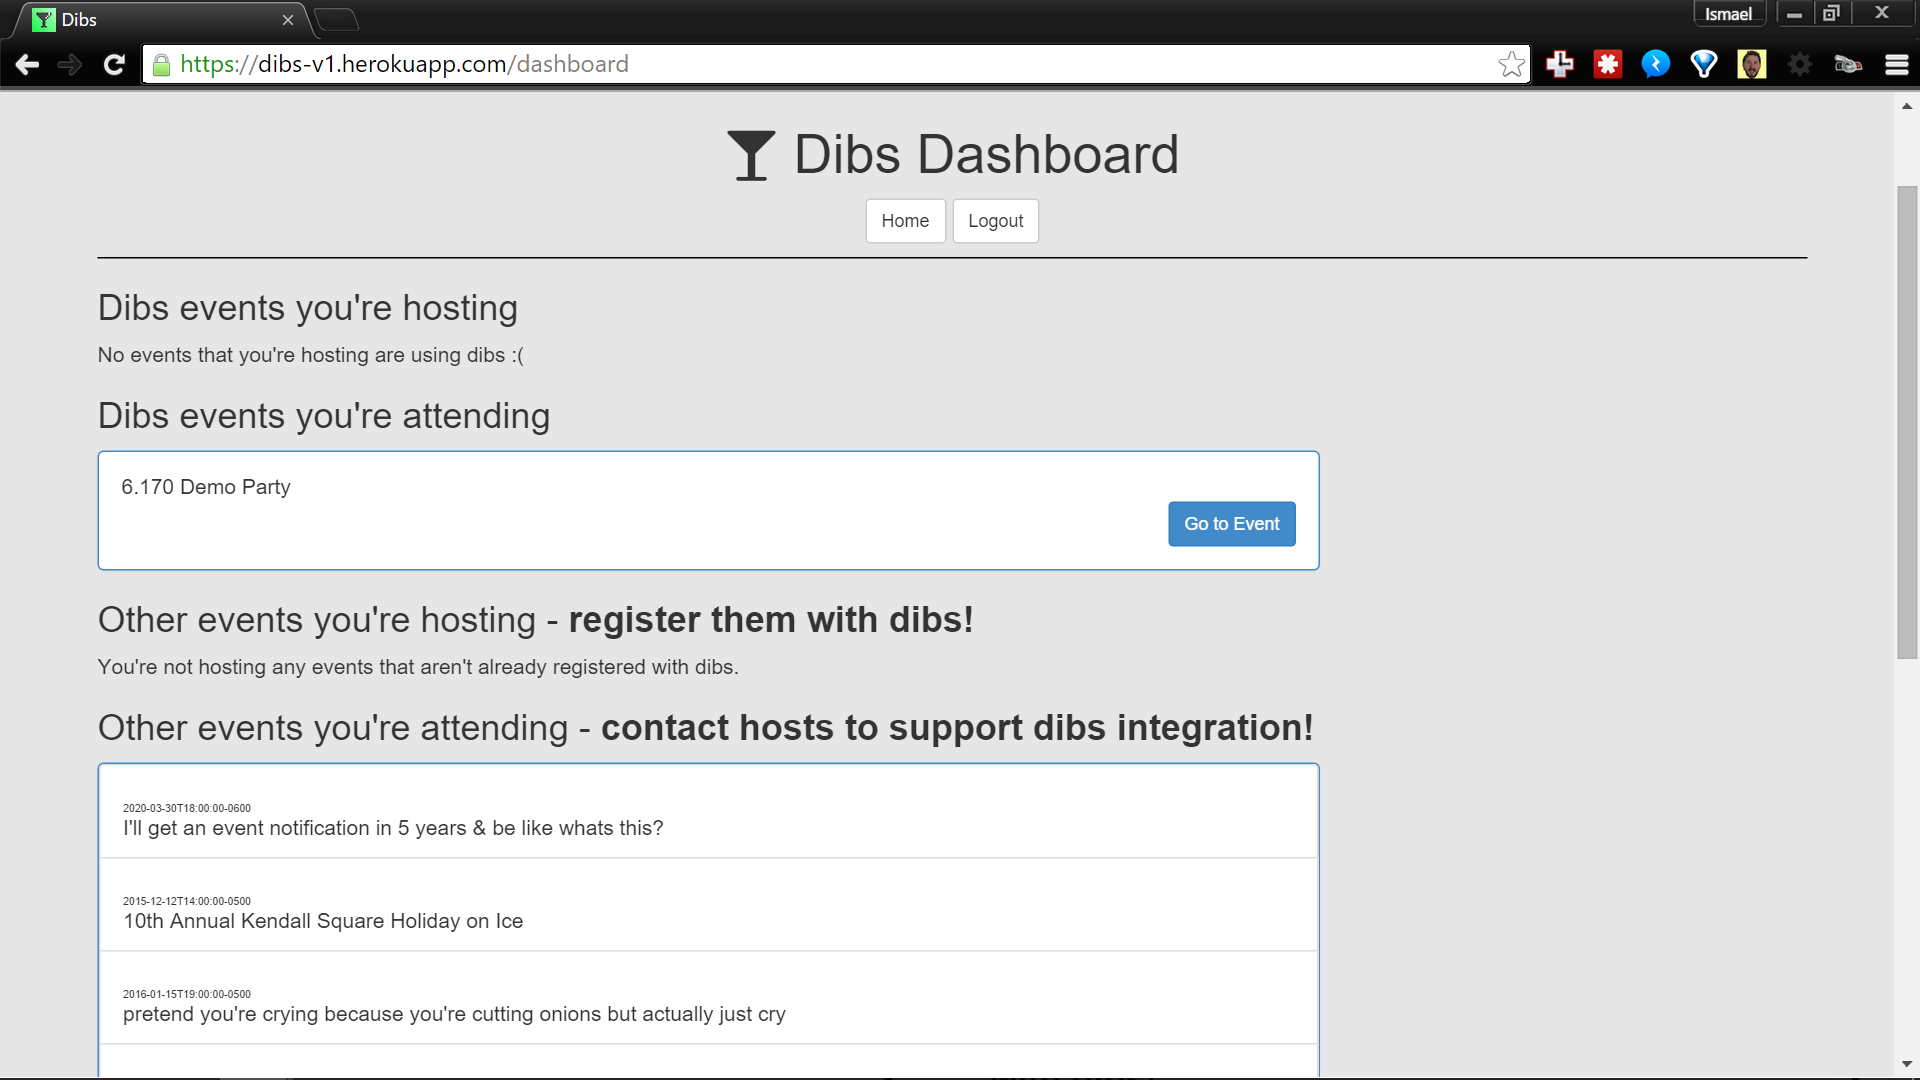 Dibs
Ismael
https://dibs-v1.herokuapp.com/dashboard
Dibs Dashboard
Home
Logout
Dibs events you're hosting
No events that you're hosting are using dibs :(
Dibs events you're attending
6.170 Demo Party
Go to Event
Other events you're hosting - register them with dibs!
You're not hosting any events that aren't already registered with dibs.
Other events you're attending - contact hosts to support dibs integration!
2020-03-30T18:00:00-0600
I'll get an event notification in 5 years & be like whats this?
2015-12-12T14:00:00-0500
10th Annual Kendall Square Holiday on Ice
2016-01-15T19:00:00-0500
pretend you're crying because you're cutting onions but actually just cry